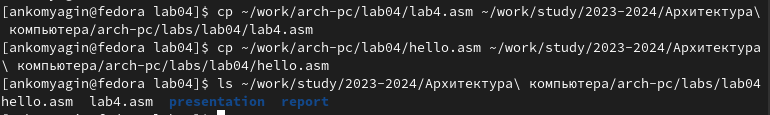 [ankomyagin@fedora lab04]$ cp ~/work/arch-pc/lab04/lab4.asm ~/work/study/2023-2024/Архитектура\
 компьютера/arch-pc/labs/lab04/lab4.asm
[ankomyagin@fedora lab04]$ cp ~/work/arch-pc/lab04/hello.asm ~/work/study/2023-2024/Архитектура
\ компьютера/arch-pc/labs/lab04/hello.asm
[ankomyagin@fedora lab04]$ ls ~/work/study/2023-2024/Архитектура\ компьютера/arch-pc/labs/lab04
hello.asm  lab4.asm  presentation  report